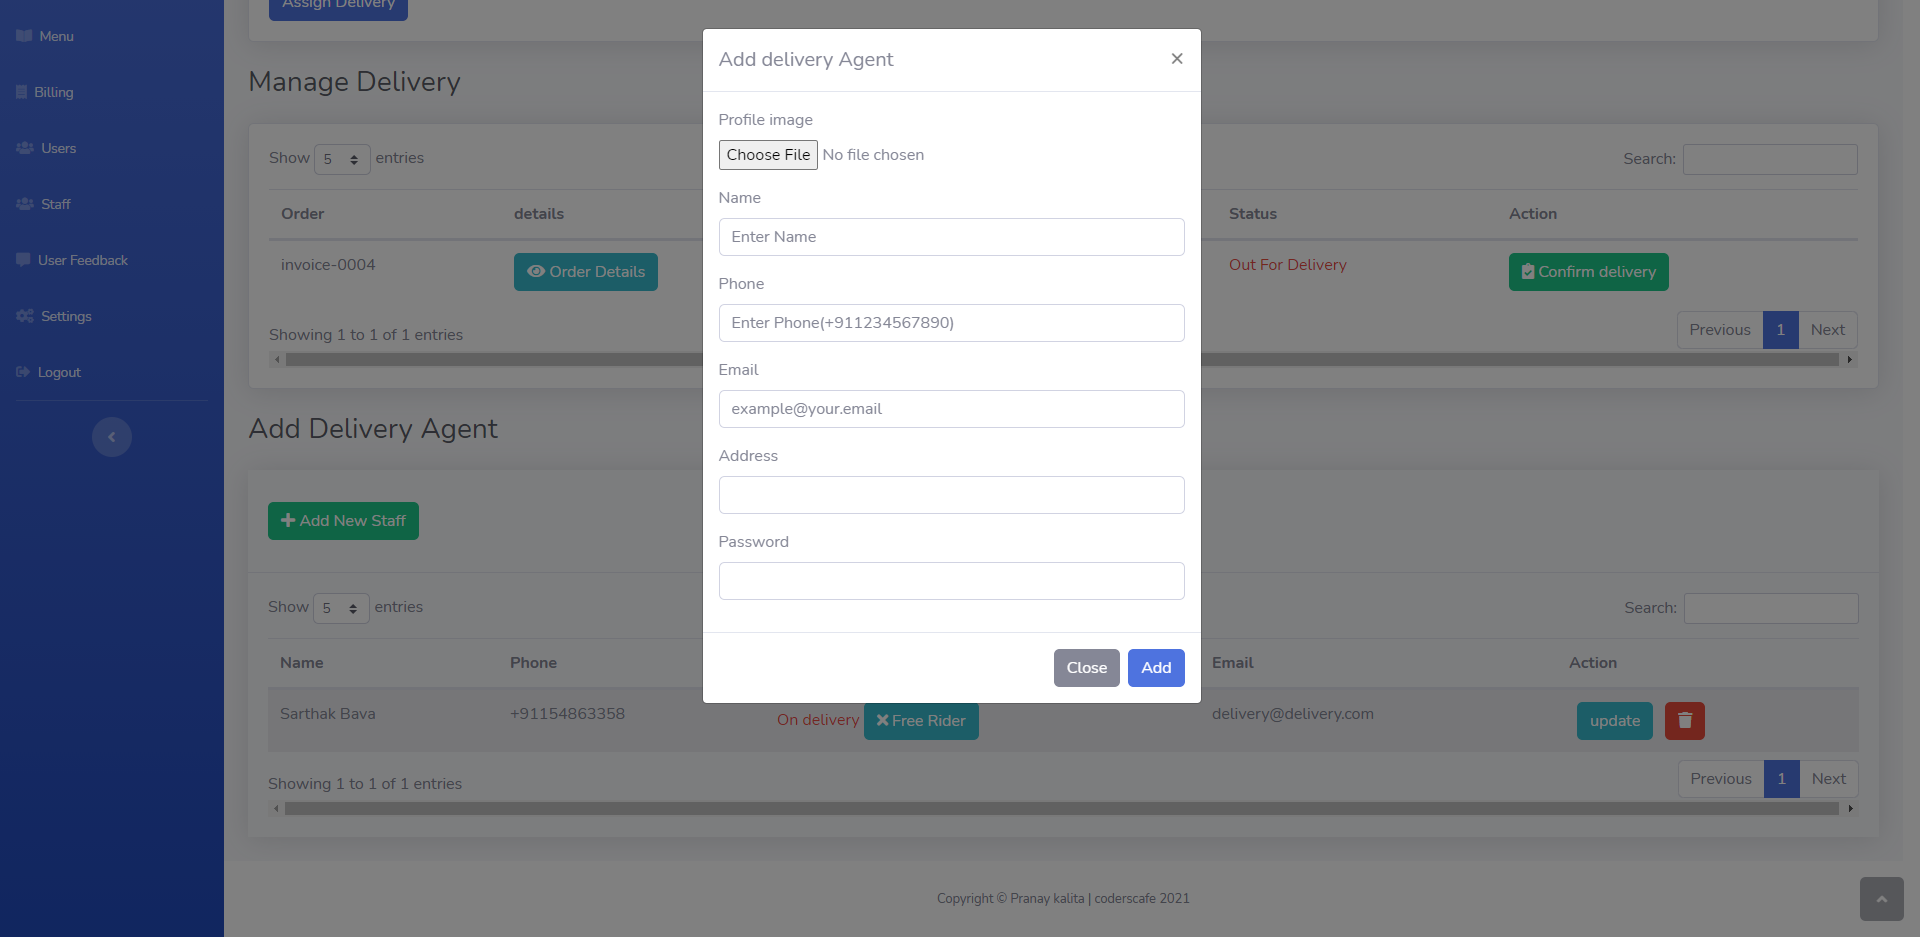 Menu
Billing
Users
Staff
User Feedback
Settings
Logout
Assign Delivery
Manage Delivery
Show 5 entries
Search:
Order details Status Action
invoice-0004 Order Details Out For Delivery Confirm delivery
Showing 1 to 1 of 1 entries
Previous 1 Next
Add Delivery Agent
Add New Staff
Show 5 entries
Search:
Name Phone Email Action
Sarthak Bava +91154863358 On delivery Free Rider delivery@delivery.com update
Showing 1 to 1 of 1 entries
Previous 1 Next
Copyright © Pranay kalita | coderscafe 2021
Add delivery Agent ×
Profile image
Choose File No file chosen
Name
Enter Name
Phone
Enter Phone(+911234567890)
Email
example@your.email
Address
Password
Close Add